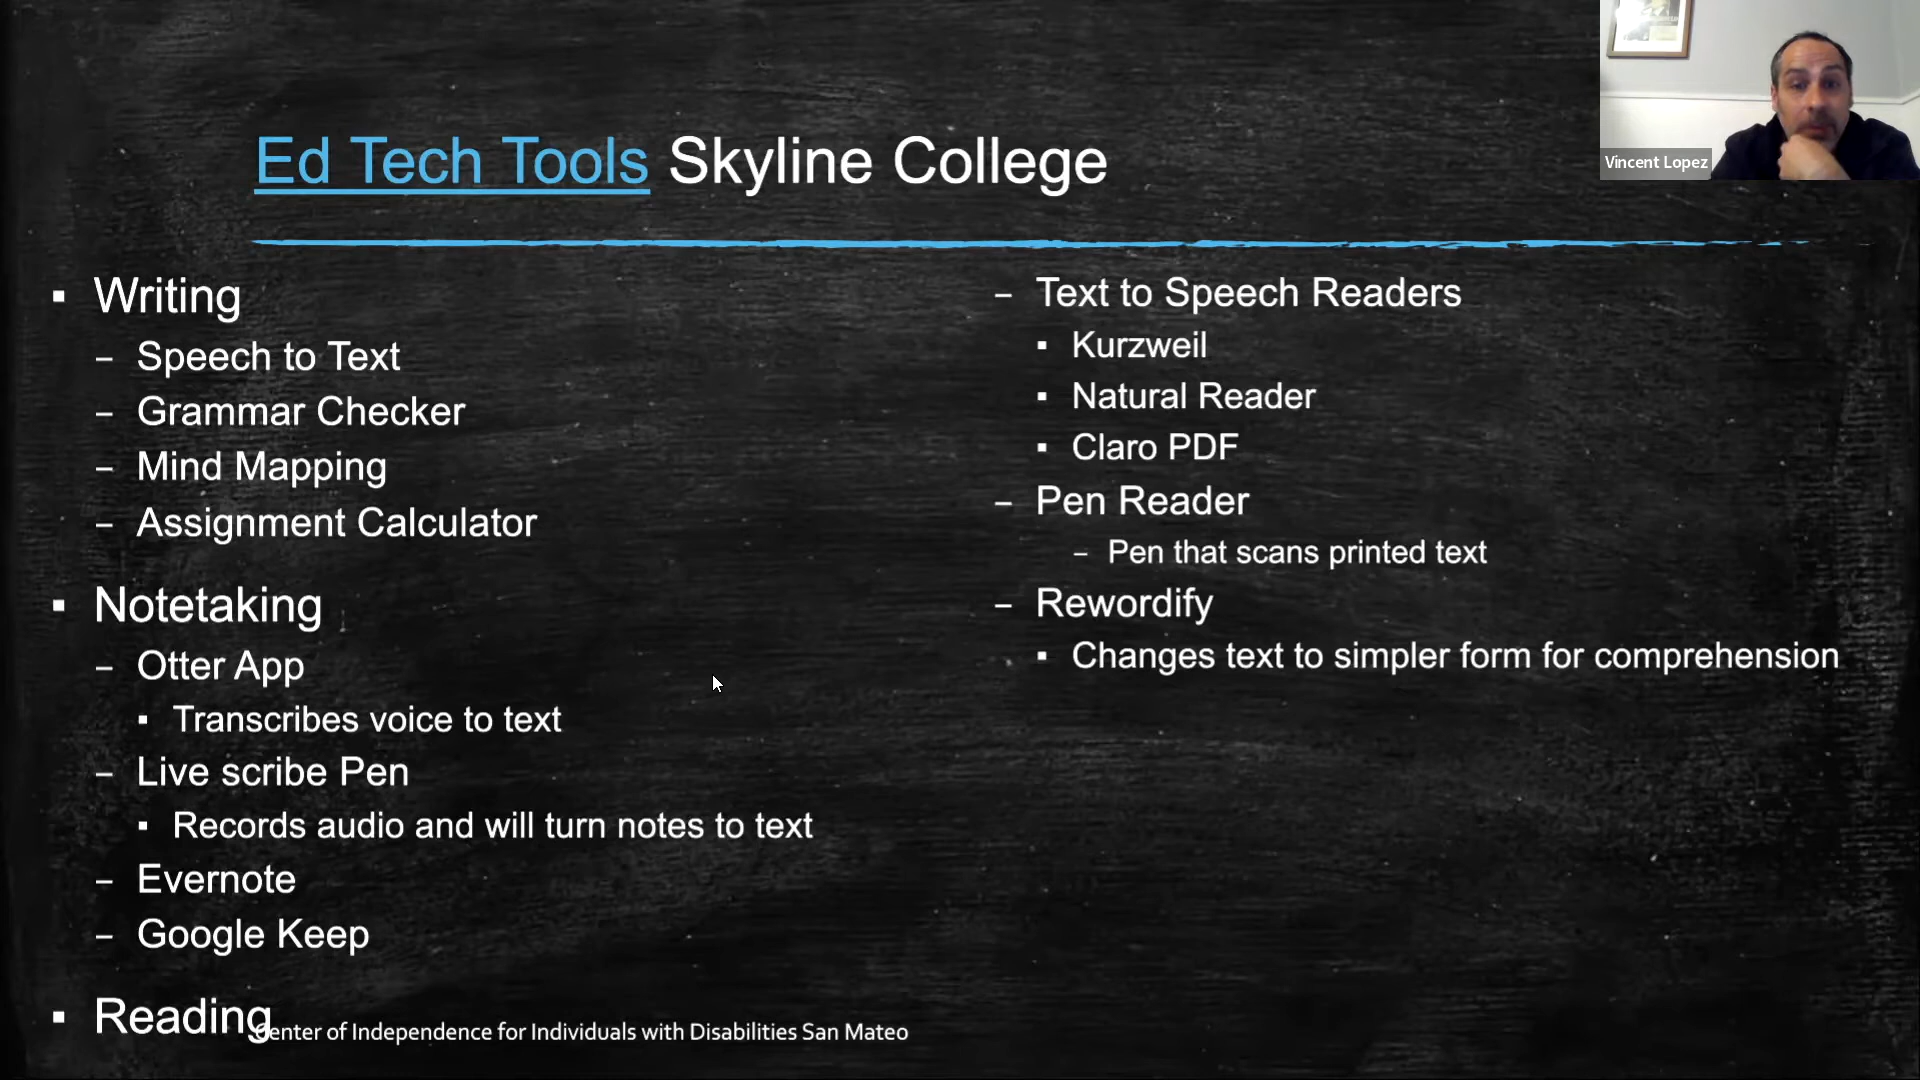 Ed Tech Tools Skyline College
Vincent Lopez
▪ Writing
– Speech to Text
– Grammar Checker
– Mind Mapping
– Assignment Calculator
▪ Notetaking
– Otter App
▪ Transcribes voice to text
– Live scribe Pen
▪ Records audio and will turn notes to text
– Evernote
– Google Keep
▪ Reading
– Text to Speech Readers
▪ Kurzweil
▪ Natural Reader
▪ Claro PDF
– Pen Reader
– Pen that scans printed text
– Rewordify
▪ Changes text to simpler form for comprehension
Center of Independence for Individuals with Disabilities San Mateo